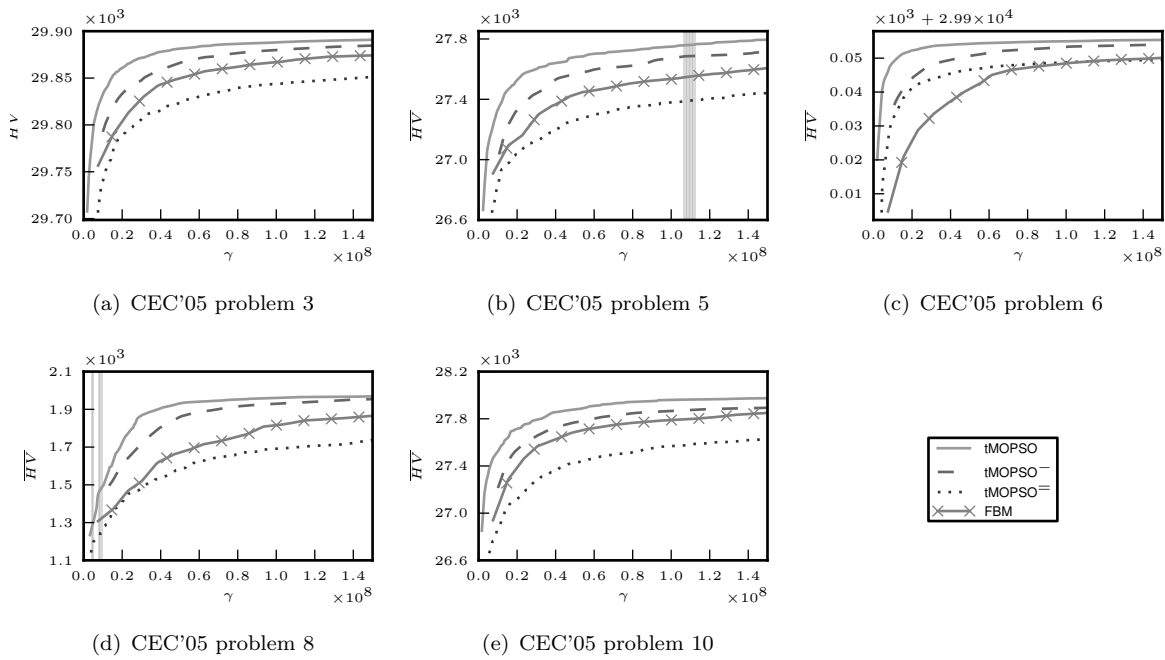 ×10³
29.90
29.85
29.80
29.75
29.70
HV
0.0 0.2 0.4 0.6 0.8 1.0 1.2 1.4
γ
×10⁸
(a) CEC'05 problem 3
×10³
27.8
27.4
27.0
26.6
HV
0.0 0.2 0.4 0.6 0.8 1.0 1.2 1.4
γ
×10⁸
(b) CEC'05 problem 5
×10³ + 2.99×10⁴
0.05
0.04
0.03
0.02
0.01
HV
0.0 0.2 0.4 0.6 0.8 1.0 1.2 1.4
γ
×10⁸
(c) CEC'05 problem 6
×10³
2.1
1.9
1.7
1.5
1.3
1.1
HV
0.0 0.2 0.4 0.6 0.8 1.0 1.2 1.4
γ
×10⁸
(d) CEC'05 problem 8
×10³
28.2
27.8
27.4
27.0
26.6
HV
0.0 0.2 0.4 0.6 0.8 1.0 1.2 1.4
γ
×10⁸
(e) CEC'05 problem 10
tMOPSO
tMOPSO⁻
tMOPSO⁼
FBM